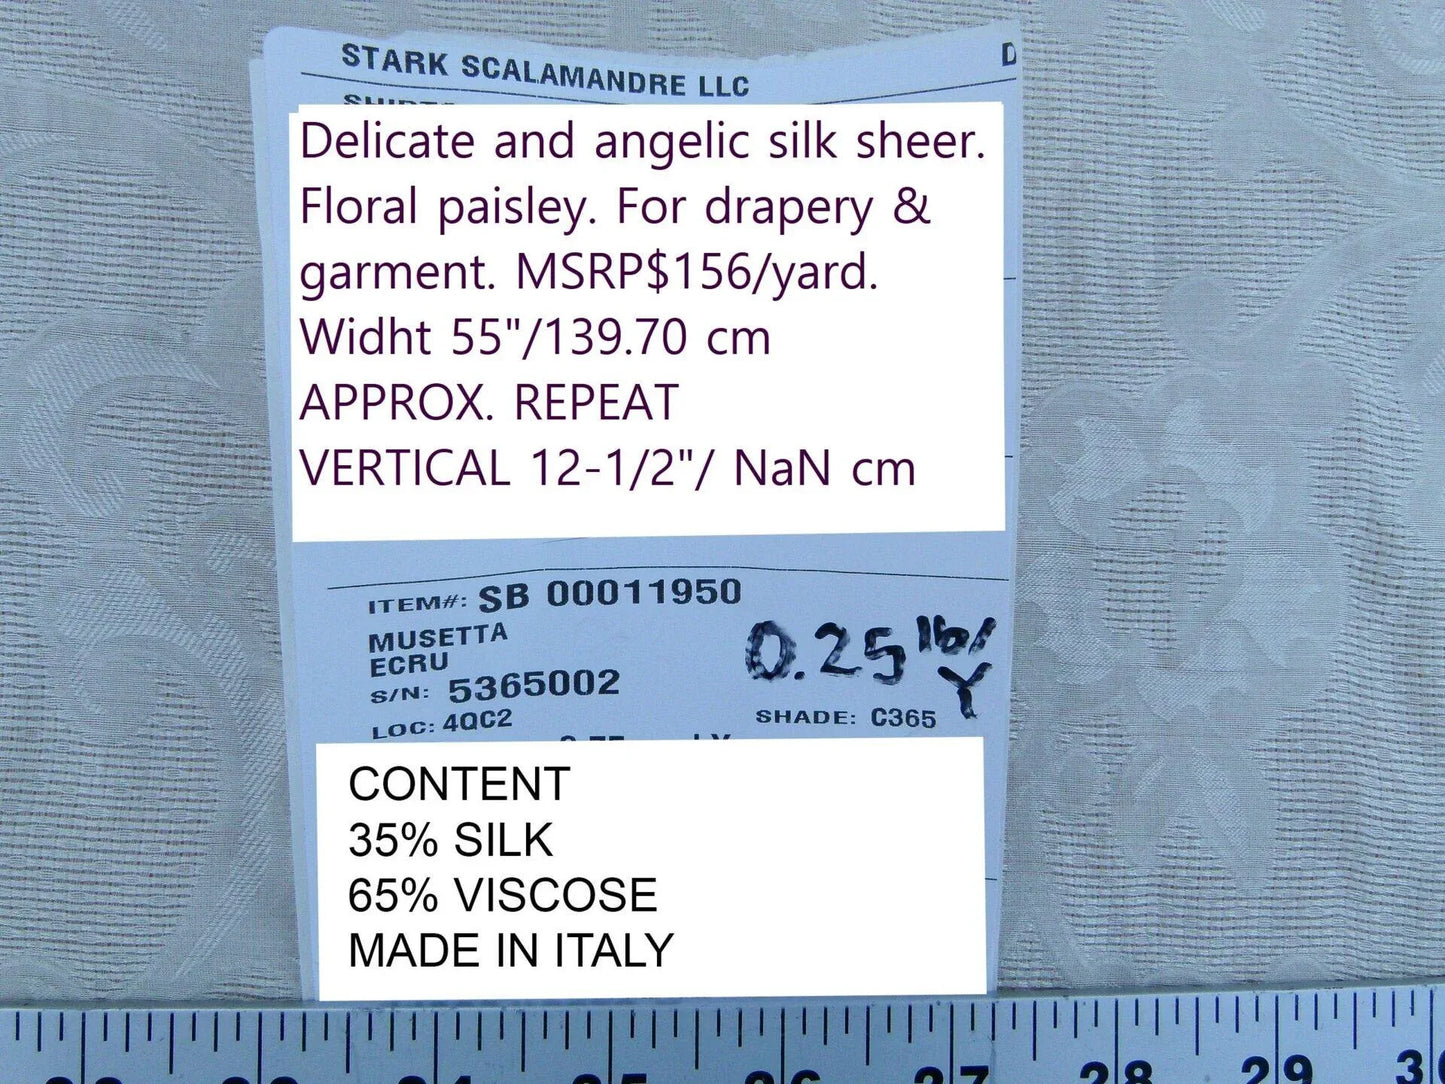 STARK SCALAMANDRE LLC
Delicate and angelic silk sheer.
Floral paisley. For drapery &
garment. MSRP$156/yard.
Widht 55"/139.70 cm
APPROX. REPEAT
VERTICAL 12-1/2"/ NaN cm
ITEM#: SB 00011950
MUSETTA
ECRU
0.25 lb/
Y
S/N: 5365002
LOC: 4QC2
SHADE: C365
CONTENT
35% SILK
65% VISCOSE
MADE IN ITALY
27 28 29